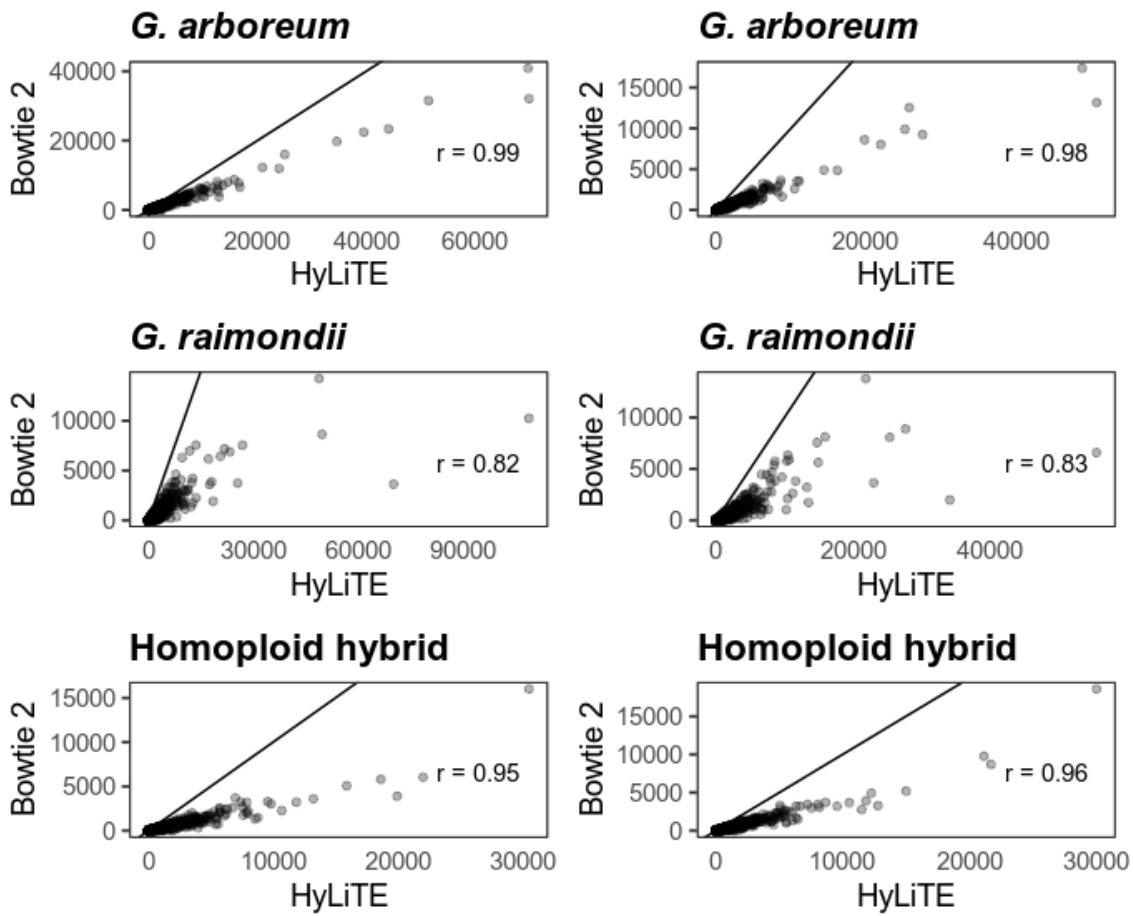 G. arboreum
40000
20000
0
Bowtie 2
r = 0.99
0 20000 40000 60000
HyLiTE
G. arboreum
15000
10000
5000
0
Bowtie 2
r = 0.98
0 20000 40000
HyLiTE
G. raimondii
10000
5000
0
Bowtie 2
r = 0.82
0 30000 60000 90000
HyLiTE
G. raimondii
10000
5000
0
Bowtie 2
r = 0.83
0 20000 40000
HyLiTE
Homoploid hybrid
15000
10000
5000
0
Bowtie 2
r = 0.95
0 10000 20000 30000
HyLiTE
Homoploid hybrid
15000
10000
5000
0
Bowtie 2
r = 0.96
0 10000 20000 30000
HyLiTE